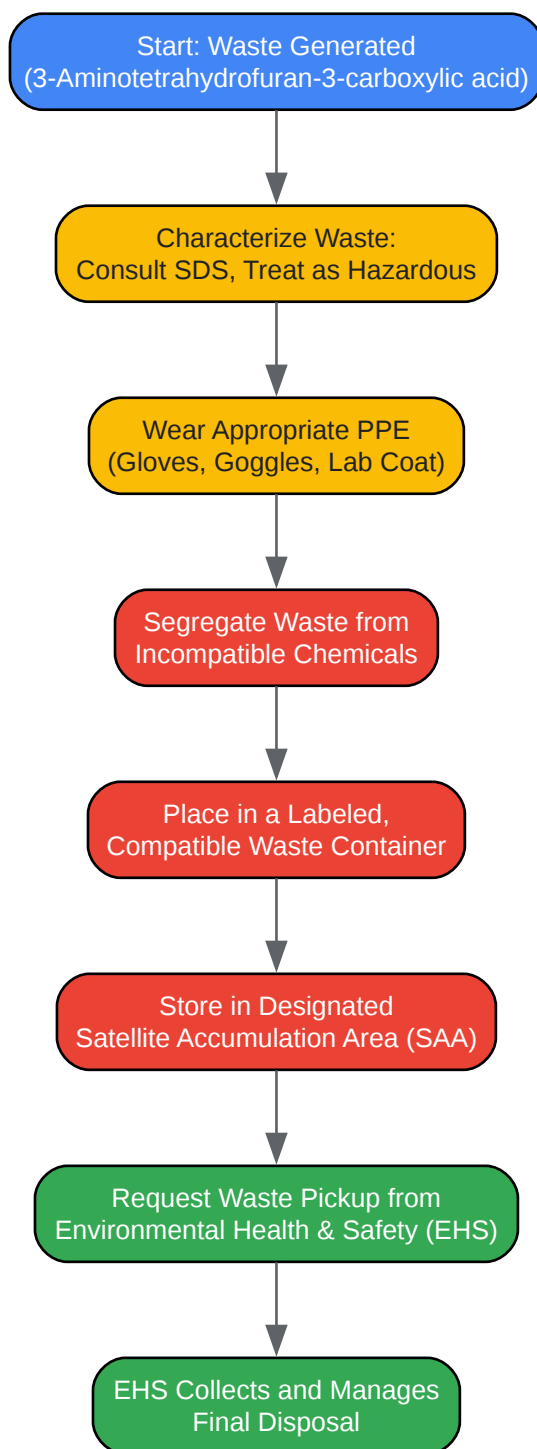 Start: Waste Generated
(3-Aminotetrahydrofuran-3-carboxylic acid)
Characterize Waste:
Consult SDS, Treat as Hazardous
Wear Appropriate PPE
(Gloves, Goggles, Lab Coat)
Segregate Waste from
Incompatible Chemicals
Place in a Labeled,
Compatible Waste Container
Store in Designated
Satellite Accumulation Area (SAA)
Request Waste Pickup from
Environmental Health & Safety (EHS)
EHS Collects and Manages
Final Disposal